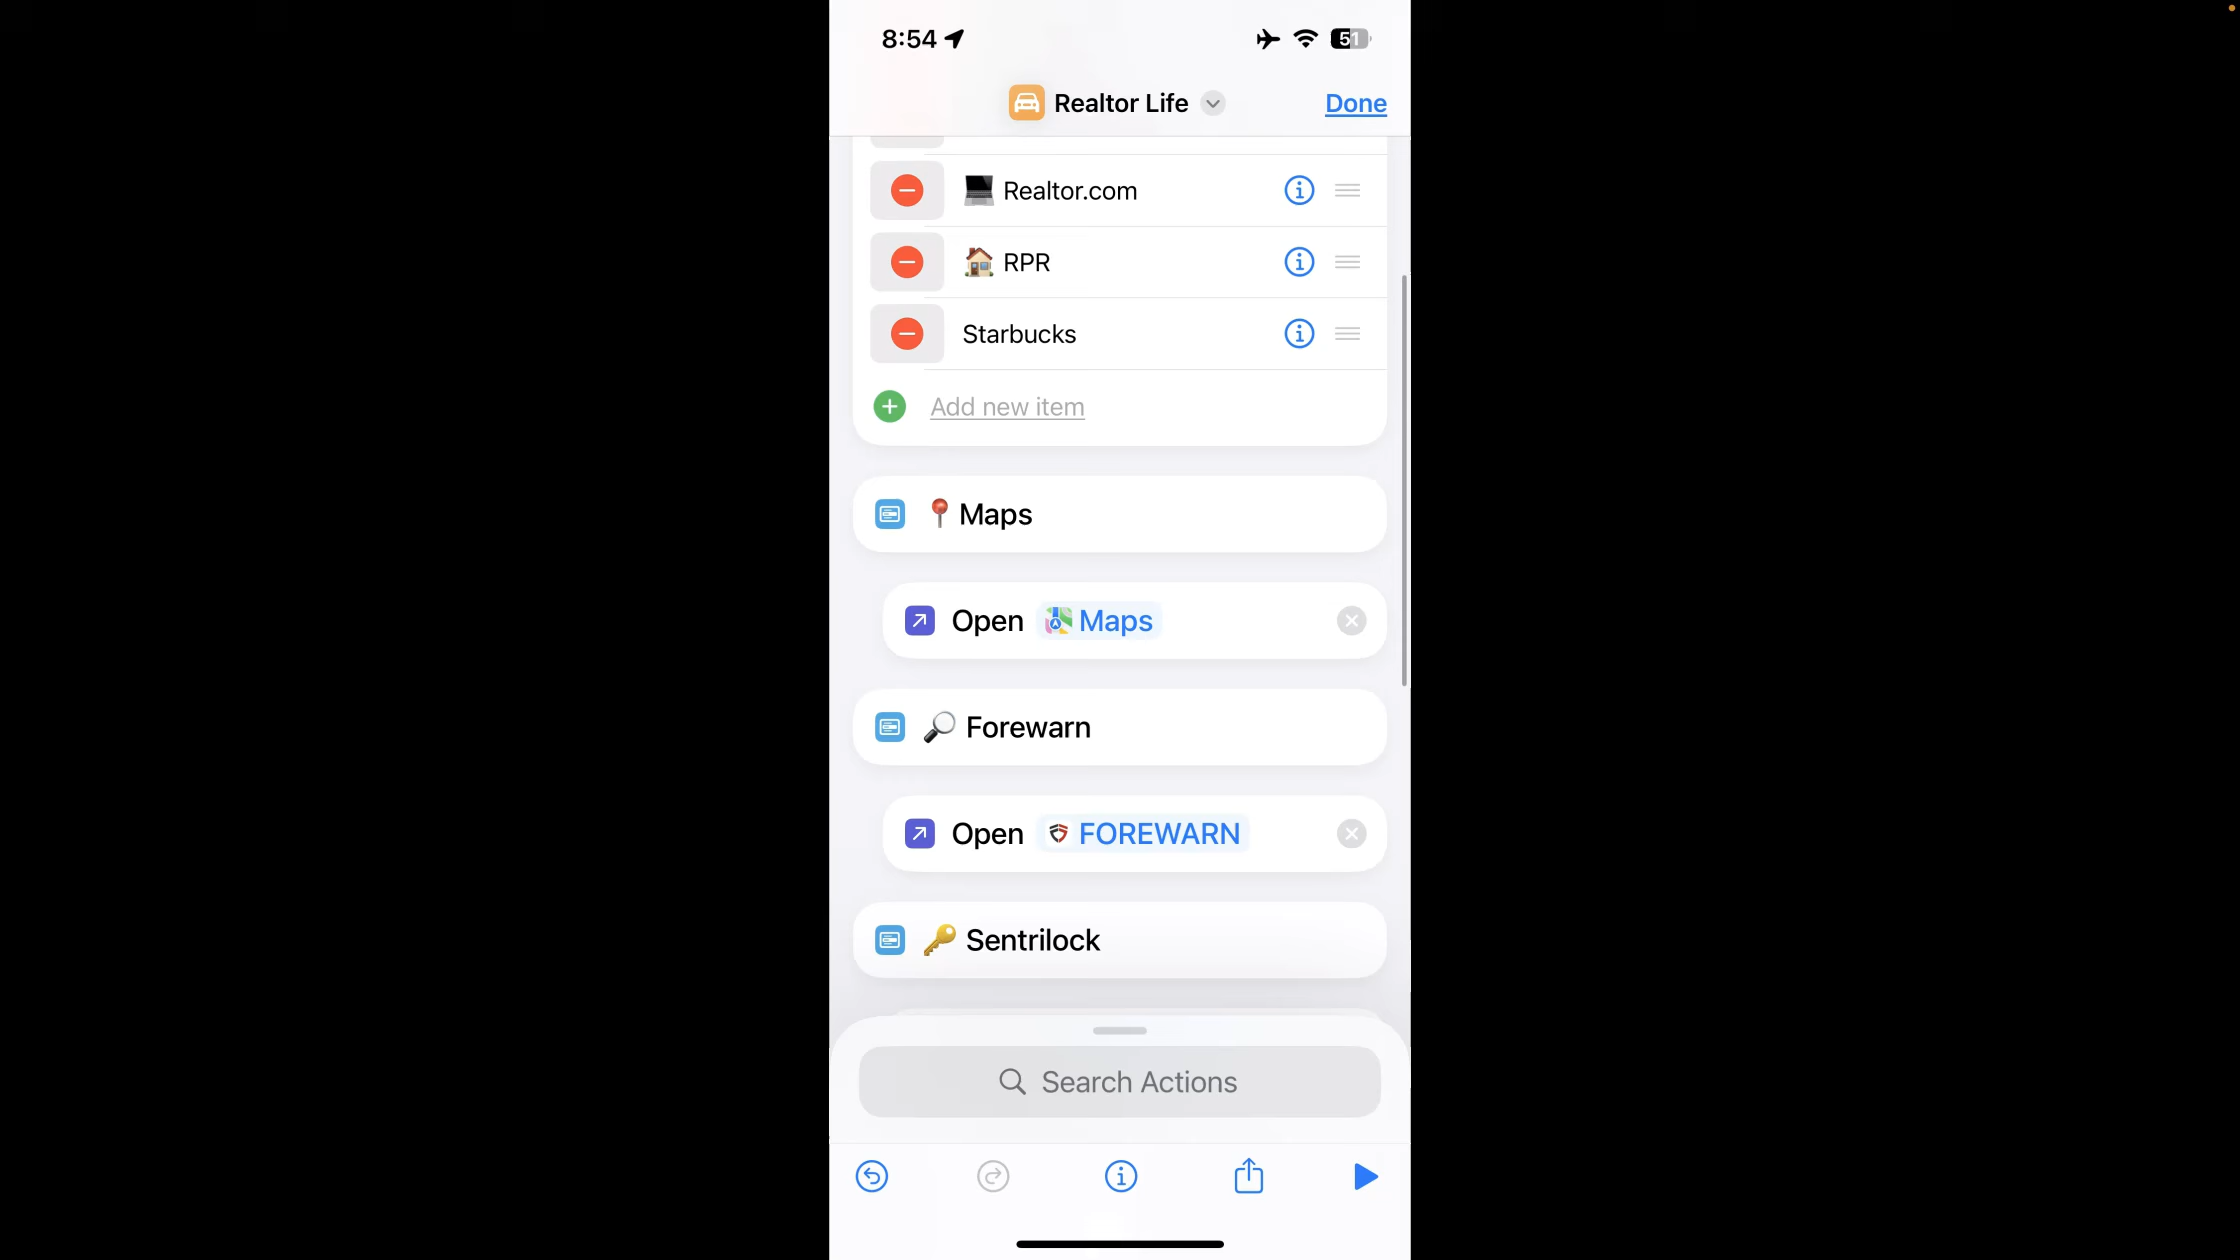 8:54
51
Realtor Life
Done
Realtor.com
RPR
Starbucks
Add new item
Maps
Open Maps
Forewarn
Open FOREWARN
Sentrilock
Search Actions